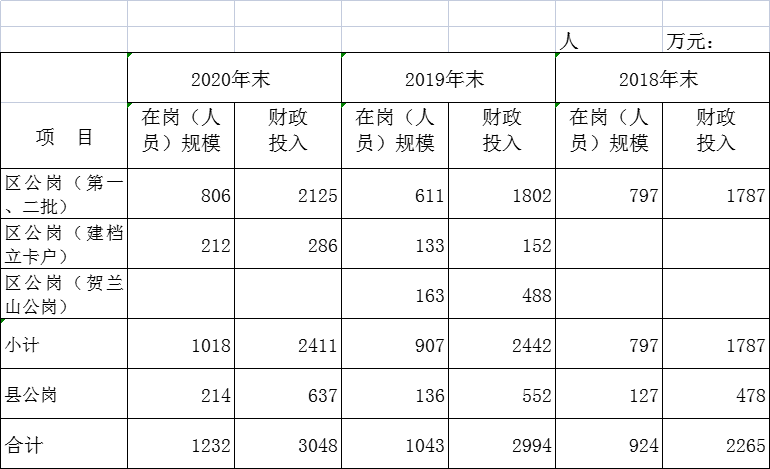 人 万元:
2020年末 2019年末 2018年末
项 目 在岗（人员）规模 财政投入 在岗（人员）规模 财政投入 在岗（人员）规模 财政投入
区公岗（第一、二批） 806 2125 611 1802 797 1787
区公岗（建档立卡户） 212 286 133 152
区公岗（贺兰山公岗） 163 488
小计 1018 2411 907 2442 797 1787
县公岗 214 637 136 552 127 478
合计 1232 3048 1043 2994 924 2265